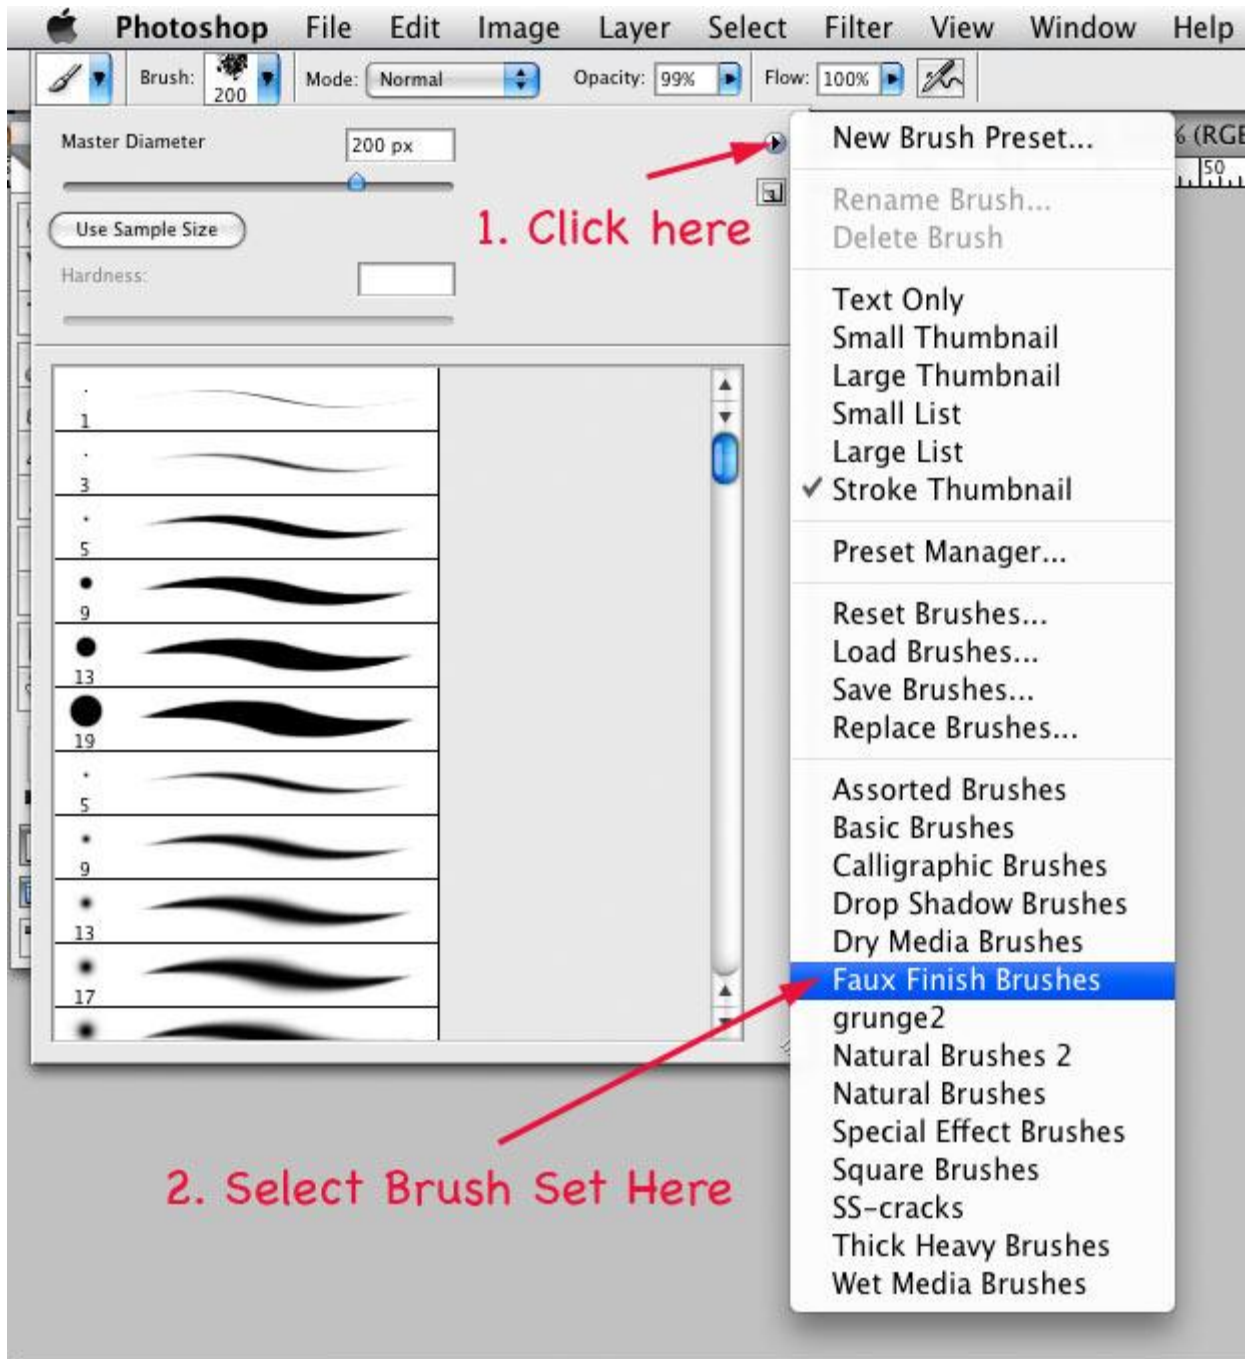 Photoshop File Edit Image Layer Select Filter View Window Help
Brush: 200 Mode: Normal Opacity: 99% Flow: 100%
Master Diameter 200 px
Use Sample Size
Hardness:
1. Click here
1
3
5
9
13
19
5
9
13
17
2. Select Brush Set Here
% (RGB
50
New Brush Preset...
Rename Brush...
Delete Brush
Text Only
Small Thumbnail
Large Thumbnail
Small List
Large List
✓ Stroke Thumbnail
Preset Manager...
Reset Brushes...
Load Brushes...
Save Brushes...
Replace Brushes...
Assorted Brushes
Basic Brushes
Calligraphic Brushes
Drop Shadow Brushes
Dry Media Brushes
Faux Finish Brushes
grunge2
Natural Brushes 2
Natural Brushes
Special Effect Brushes
Square Brushes
SS-cracks
Thick Heavy Brushes
Wet Media Brushes